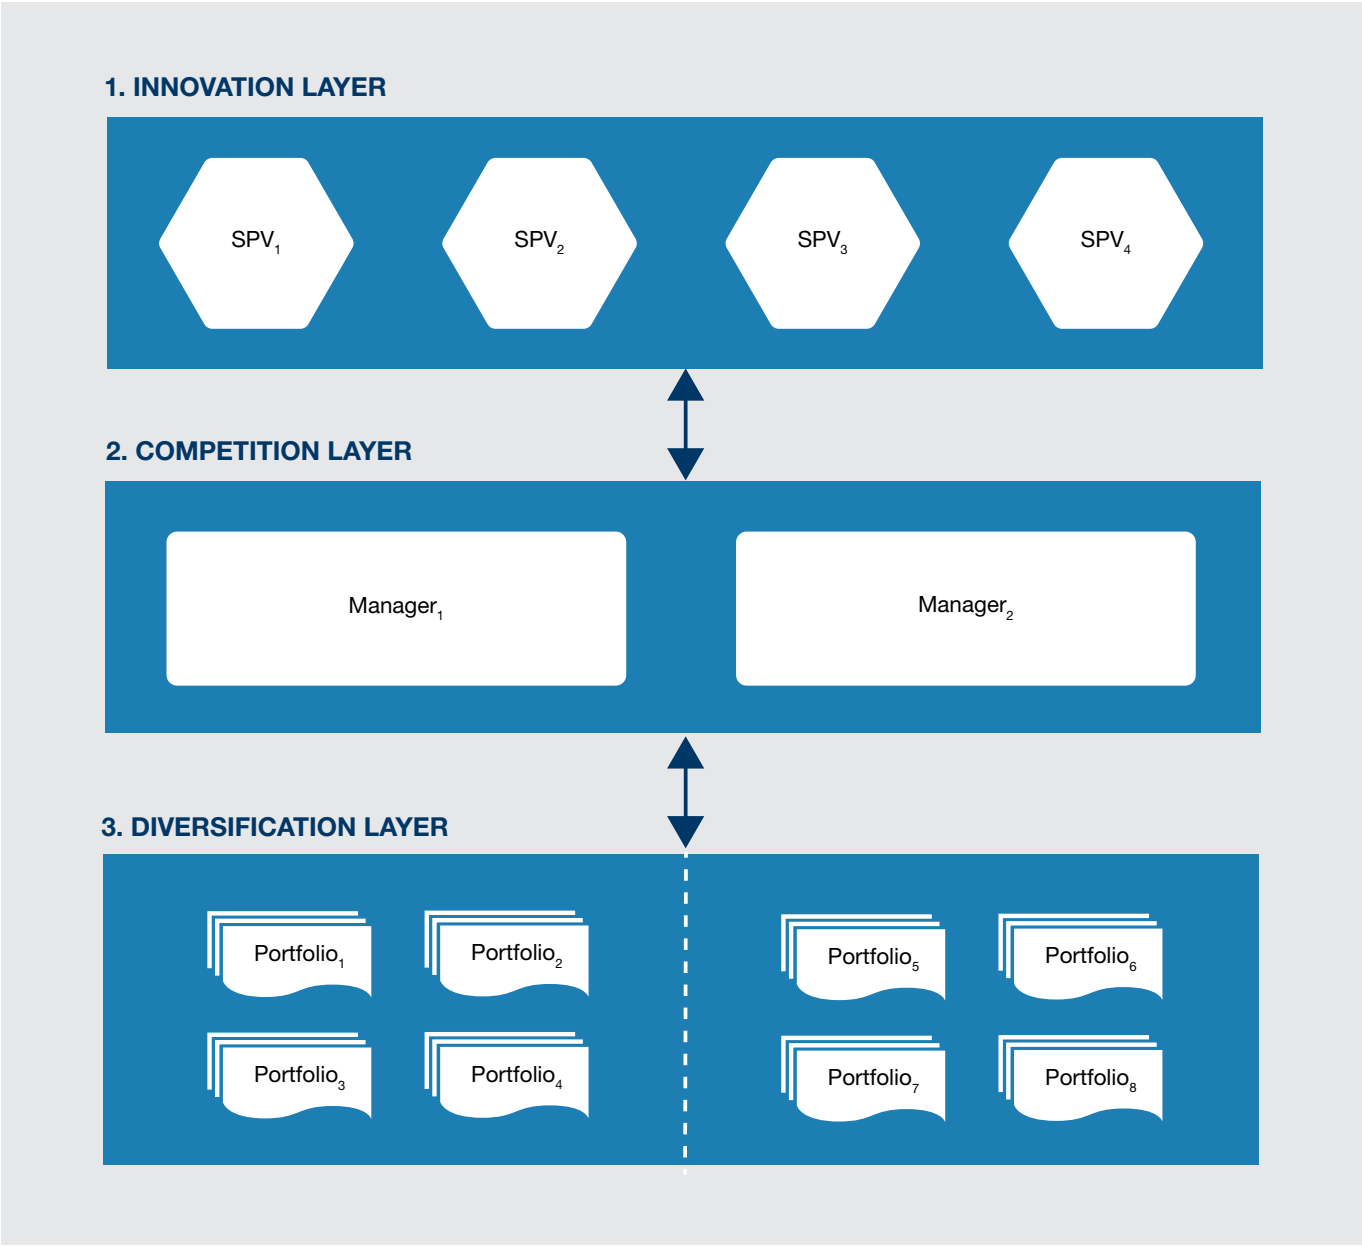 1. INNOVATION LAYER
SPV₁ SPV₂ SPV₃ SPV₄
2. COMPETITION LAYER
Manager₁ Manager₂
3. DIVERSIFICATION LAYER
Portfolio₁ Portfolio₂ Portfolio₅ Portfolio₆
Portfolio₃ Portfolio₄ Portfolio₇ Portfolio₈